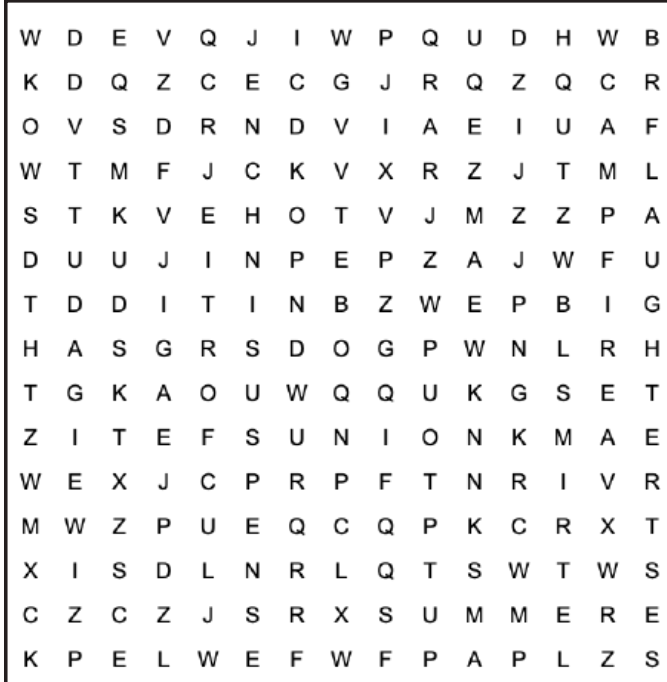 W D E V Q J I W P Q U D H W B
K D Q Z C E C G J R Q Z Q C R
O V S D R N D V I A E I U A F
W T M F J C K V X R Z J T M L
S T K V E H O T V J M Z Z P A
D U U J I N P E P Z A J W F U
T D D I T I N B Z W E P B I G
H A S G R S D O G P W N L R H
T G K A O U W Q Q U K G S E T
Z I T E F S U N I O N K M A E
W E X J C P R P F T N R I V R
M W Z P U E Q C Q P K C R X T
X I S D L N R L Q T S W T W S
C Z C Z J S R X S U M M E R E
K P E L W E F W F P A P L Z S